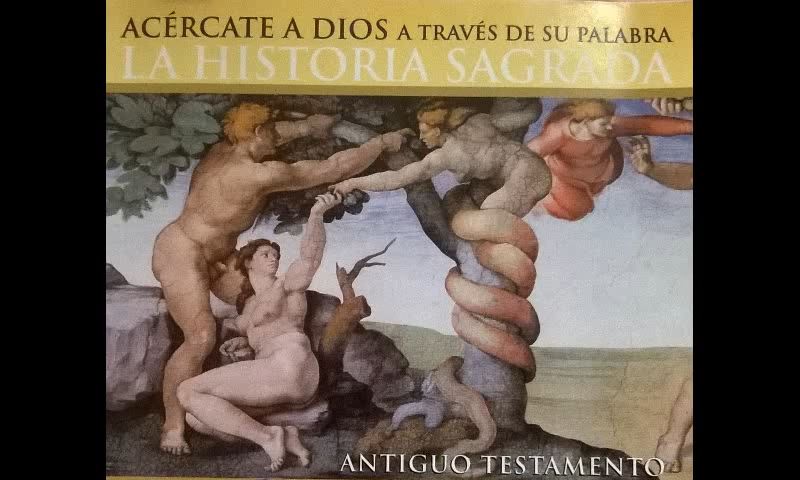 ACÉRCATE A DIOS A TRAVÉS DE SU PALABRA
LA HISTORIA SAGRADA
ANTIGUO TESTAMENTO